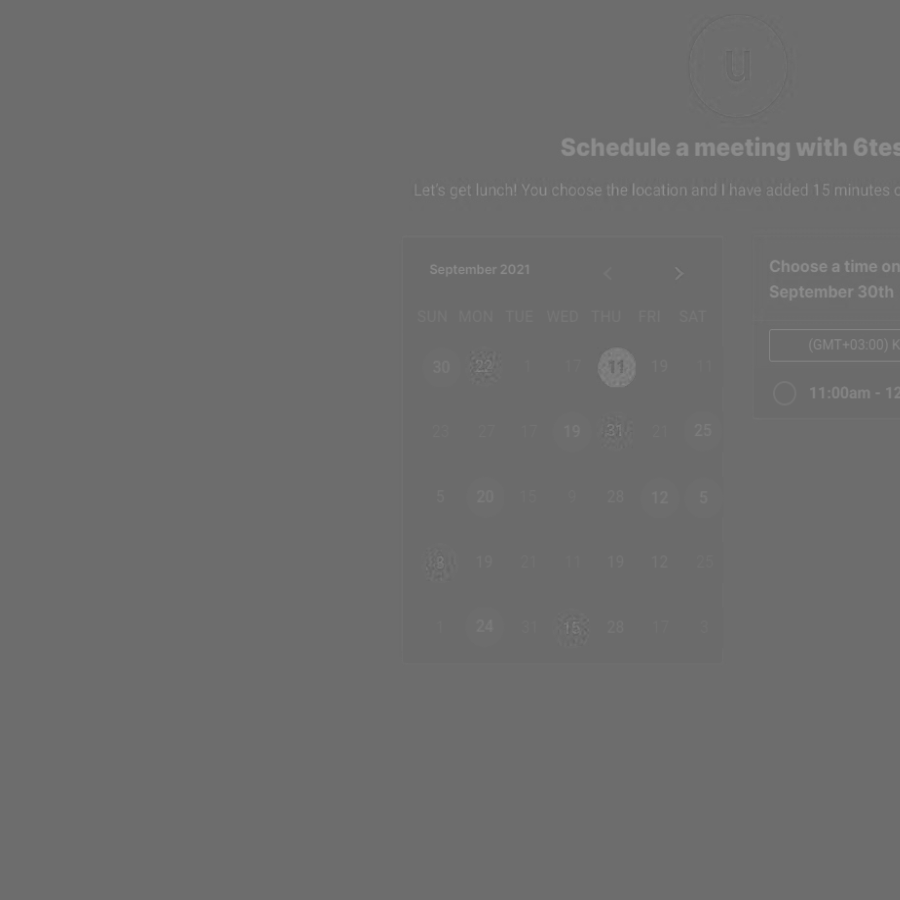 U
Schedule a meeting with 6tes
Let's get lunch! You choose the location and I have added 15 minutes
September 2021
SUN MON TUE WED THU FRI SAT
30 22 1 17 11 19 11
23 27 17 19 31 21 25
5 20 15 9 28 12 5
18 19 21 11 19 12 25
1 24 31 15 28 17
Choose a time on
September 30th
(GMT+03:00) K
11:00am - 12